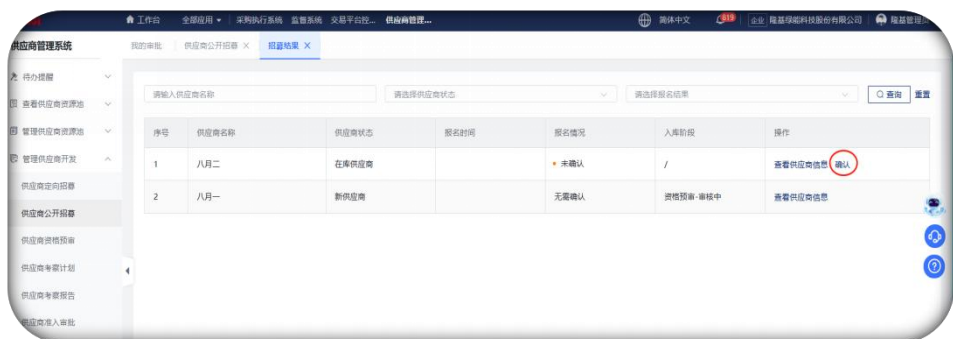 工作台 全部应用 采购执行系统 监督系统 交易平台控... 供应商管理... 简体中文 619 企业 隆基绿能科技股份有限公司 隆基管理员
供应商管理系统 我的审批 供应商公开招募 × 招募结果 ×
待办提醒
请输入供应商名称 请选择供应商状态 请选择报名结果 查询 重置
查看供应商资源池
管理供应商资源池
序号 供应商名称 供应商状态 报名时间 报名情况 入库阶段 操作
管理供应商开发
1 八月二 在库供应商 未确认 / 查看供应商信息 确认
供应商定向招募
2 八月一 新供应商 无需确认 资格预审-审核中 查看供应商信息
供应商公开招募
供应商资格预审
供应商考察计划
供应商考察报告
供应商准入审批